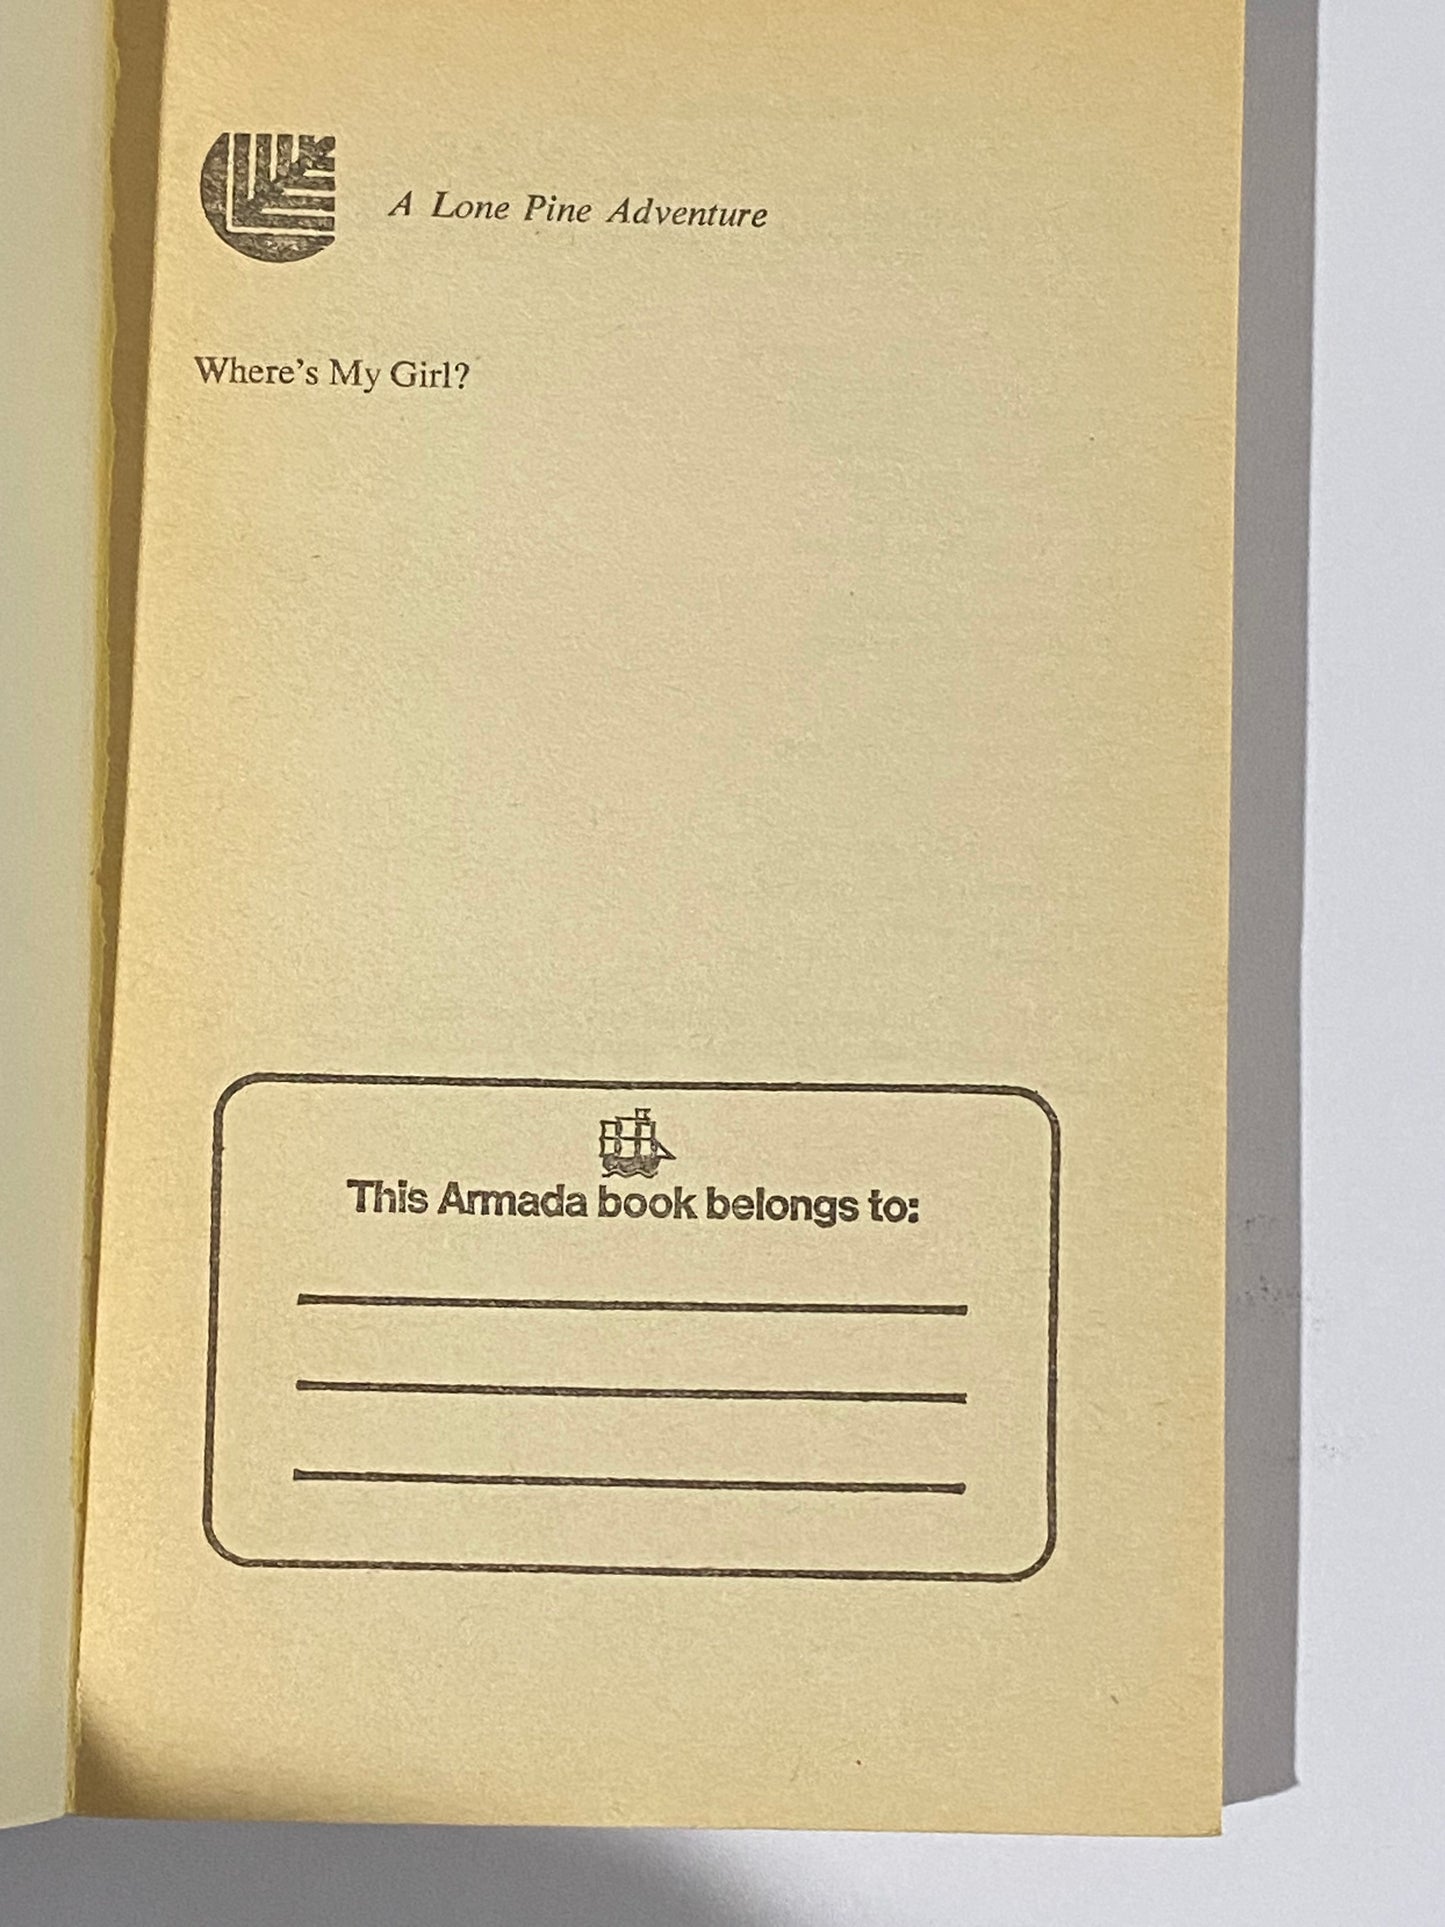 A Lone Pine Adventure
Where's My Girl?
This Armada book belongs to: